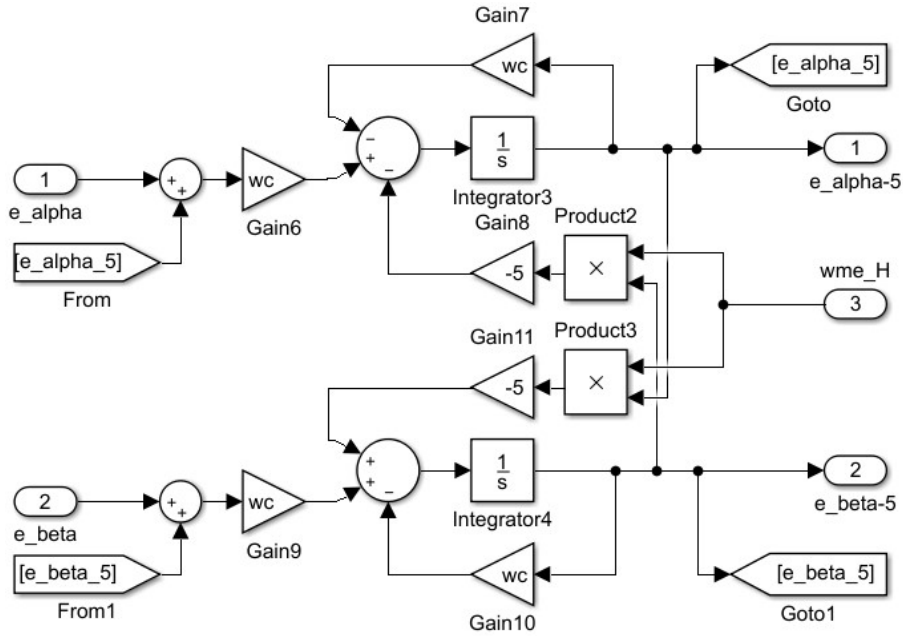 Gain7
wc
[e_alpha_5]
Goto
−
+
−
1
s
Integrator3
1
e_alpha-5
1
e_alpha
+
+
wc
Gain6
[e_alpha_5]
From
Gain8
-5
Product2
×
wme_H
3
Gain11
-5
Product3
×
+
+
−
1
s
Integrator4
2
e_beta-5
2
e_beta
+
+
wc
Gain9
[e_beta_5]
From1
wc
Gain10
[e_beta_5]
Goto1